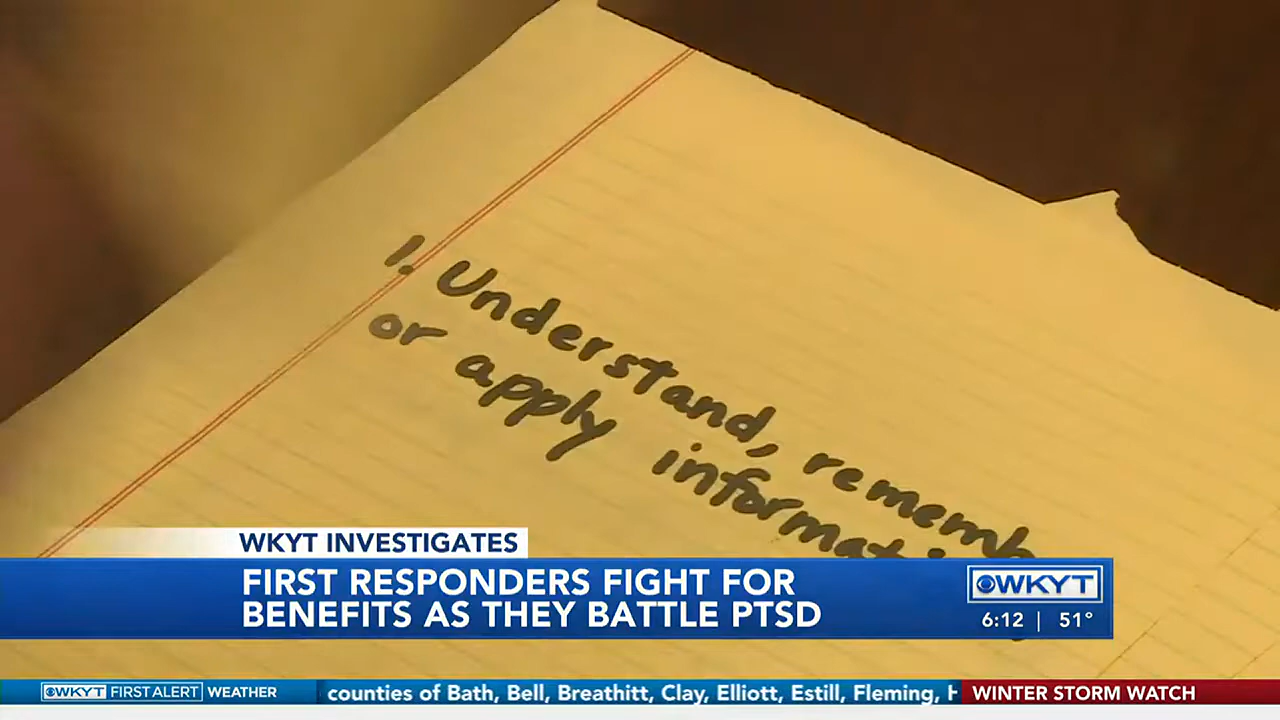 1. Understand, rememb
or apply informati
WKYT INVESTIGATES
FIRST RESPONDERS FIGHT FOR
BENEFITS AS THEY BATTLE PTSD
WKYT
6:12 | 51°
WKYT FIRST ALERT WEATHER
counties of Bath, Bell, Breathitt, Clay, Elliott, Estill, Fleming, H
WINTER STORM WATCH